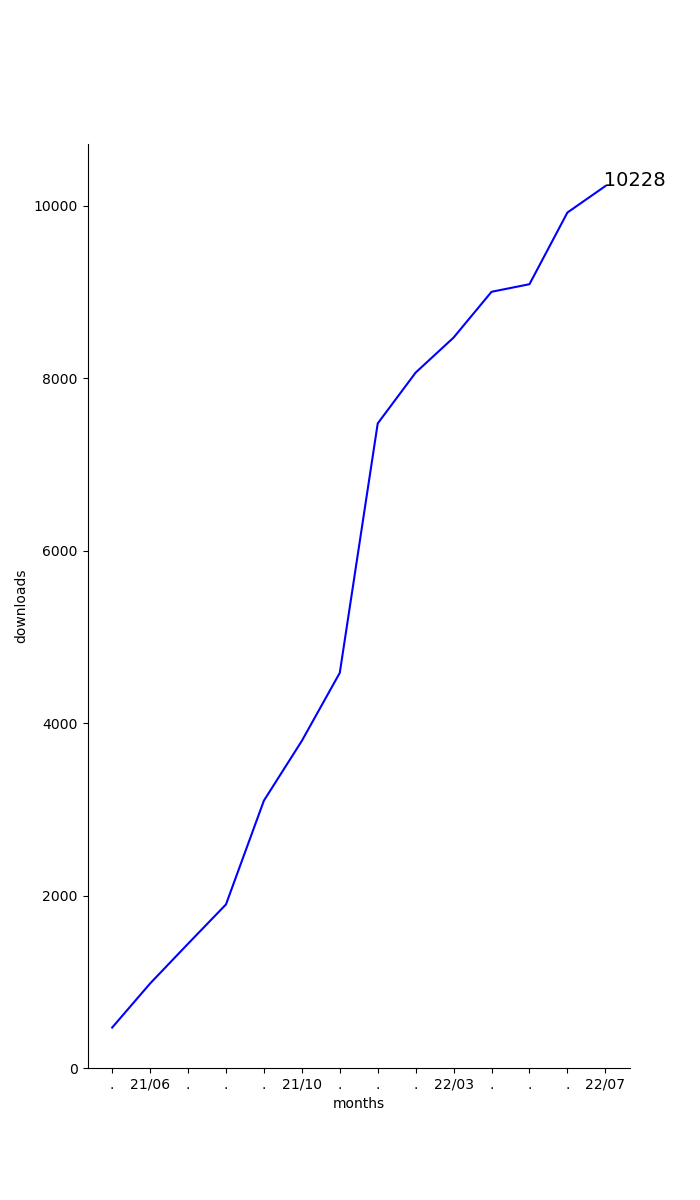 10228
10000
8000
6000
4000
2000
0
downloads
. 21/06 . . . 21/10 . . . 22/03 . . . 22/07
months